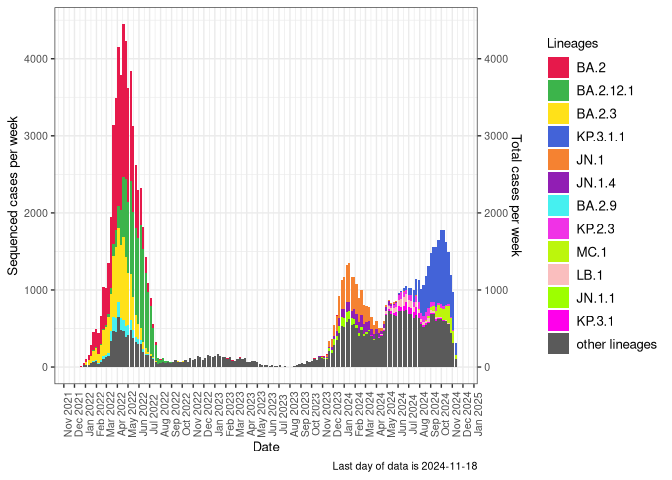 Sequenced cases per week
4000
3000
2000
1000
0
4000
3000
2000
1000
0
Total cases per week
Nov 2021
Dec 2021
Jan 2022
Feb 2022
Mar 2022
Apr 2022
May 2022
Jun 2022
Jul 2022
Aug 2022
Sep 2022
Oct 2022
Nov 2022
Dec 2022
Jan 2023
Feb 2023
Mar 2023
Apr 2023
May 2023
Jun 2023
Jul 2023
Aug 2023
Sep 2023
Oct 2023
Nov 2023
Dec 2023
Jan 2024
Feb 2024
Mar 2024
Apr 2024
May 2024
Jun 2024
Jul 2024
Aug 2024
Sep 2024
Oct 2024
Nov 2024
Dec 2024
Jan 2025
Date
Last day of data is 2024-11-18
Lineages
BA.2
BA.2.12.1
BA.2.3
KP.3.1.1
JN.1
JN.1.4
BA.2.9
KP.2.3
MC.1
LB.1
JN.1.1
KP.3.1
other lineages